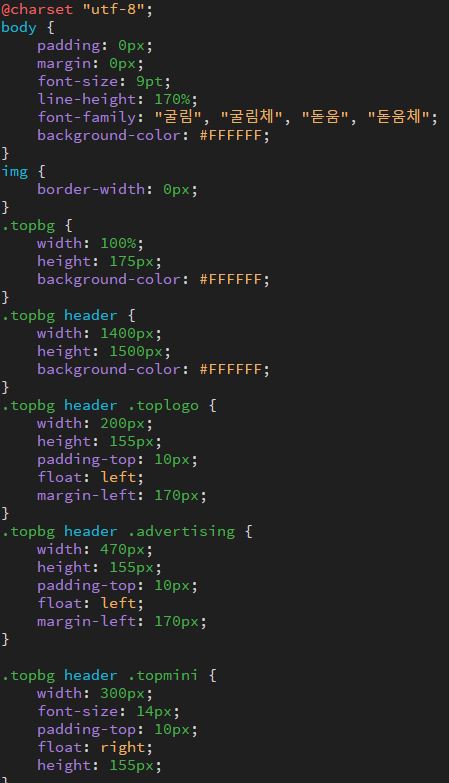 @charset "utf-8";
body {
    padding: 0px;
    margin: 0px;
    font-size: 9pt;
    line-height: 170%;
    font-family: "굴림", "굴림체", "돋움", "돋움체";
    background-color: #FFFFFF;
}
img {
    border-width: 0px;
}
.topbg {
    width: 100%;
    height: 175px;
    background-color: #FFFFFF;
}
.topbg header {
    width: 1400px;
    height: 1500px;
    background-color: #FFFFFF;
}
.topbg header .toplogo {
    width: 200px;
    height: 155px;
    padding-top: 10px;
    float: left;
    margin-left: 170px;
}
.topbg header .advertising {
    width: 470px;
    height: 155px;
    padding-top: 10px;
    float: left;
    margin-left: 170px;
}

.topbg header .topmini {
    width: 300px;
    font-size: 14px;
    padding-top: 10px;
    float: right;
    height: 155px;
}